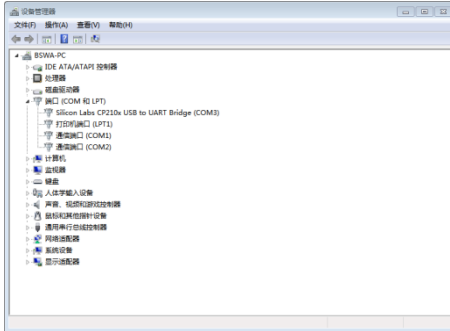 设备管理器
文件(F) 操作(A) 查看(V) 帮助(H)
BSWA-PC
IDE ATA/ATAPI 控制器
处理器
磁盘驱动器
端口 (COM 和 LPT)
Silicon Labs CP210x USB to UART Bridge (COM3)
打印机端口 (LPT1)
通信端口 (COM1)
通信端口 (COM2)
计算机
监视器
键盘
人体学输入设备
声音、视频和游戏控制器
鼠标和其他指针设备
通用串行总线控制器
网络适配器
系统设备
显示适配器